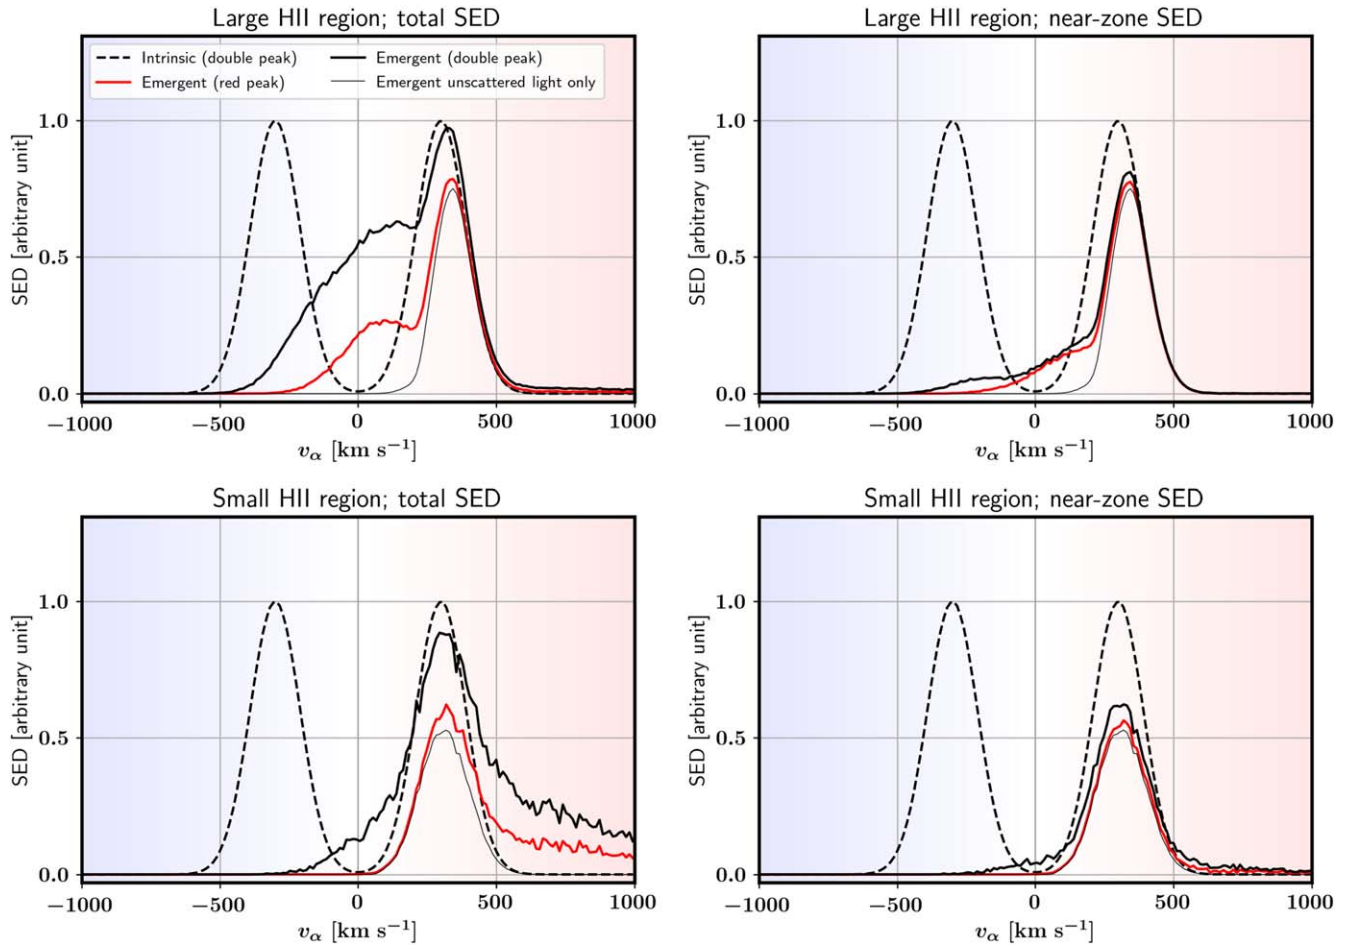 Large HII region; total SED
Intrinsic (double peak)
Emergent (red peak)
Emergent (double peak)
Emergent unscattered light only
SED [arbitrary unit]
1.0
0.5
0.0
−1000 −500 0 500 1000
vα [km s−1]
Large HII region; near-zone SED
SED [arbitrary unit]
1.0
0.5
0.0
−1000 −500 0 500 1000
vα [km s−1]
Small HII region; total SED
SED [arbitrary unit]
1.0
0.5
0.0
−1000 −500 0 500 1000
vα [km s−1]
Small HII region; near-zone SED
SED [arbitrary unit]
1.0
0.5
0.0
−1000 −500 0 500 1000
vα [km s−1]